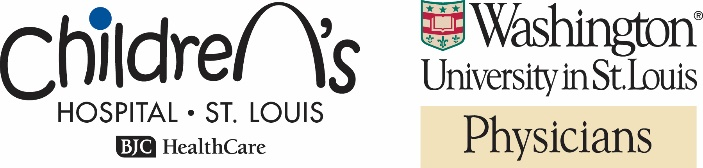 Children's
HOSPITAL • ST. LOUIS
BJC HealthCare
Washington®
University in St. Louis
Physicians